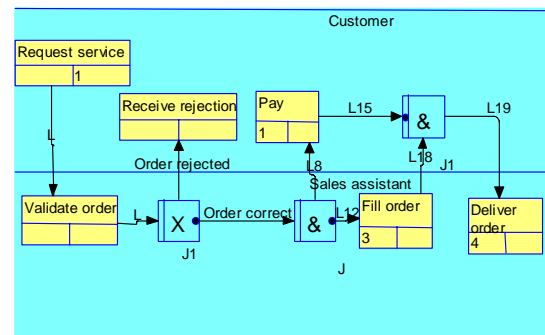 Customer
Request service
1
Receive rejection
Pay
1
L15
&
L19
L
Order rejected
L8
L18
J1
Sales assistant
Validate order
L
X
Order correct
&
L12
Fill order
3
Deliver
order
4
J1
J